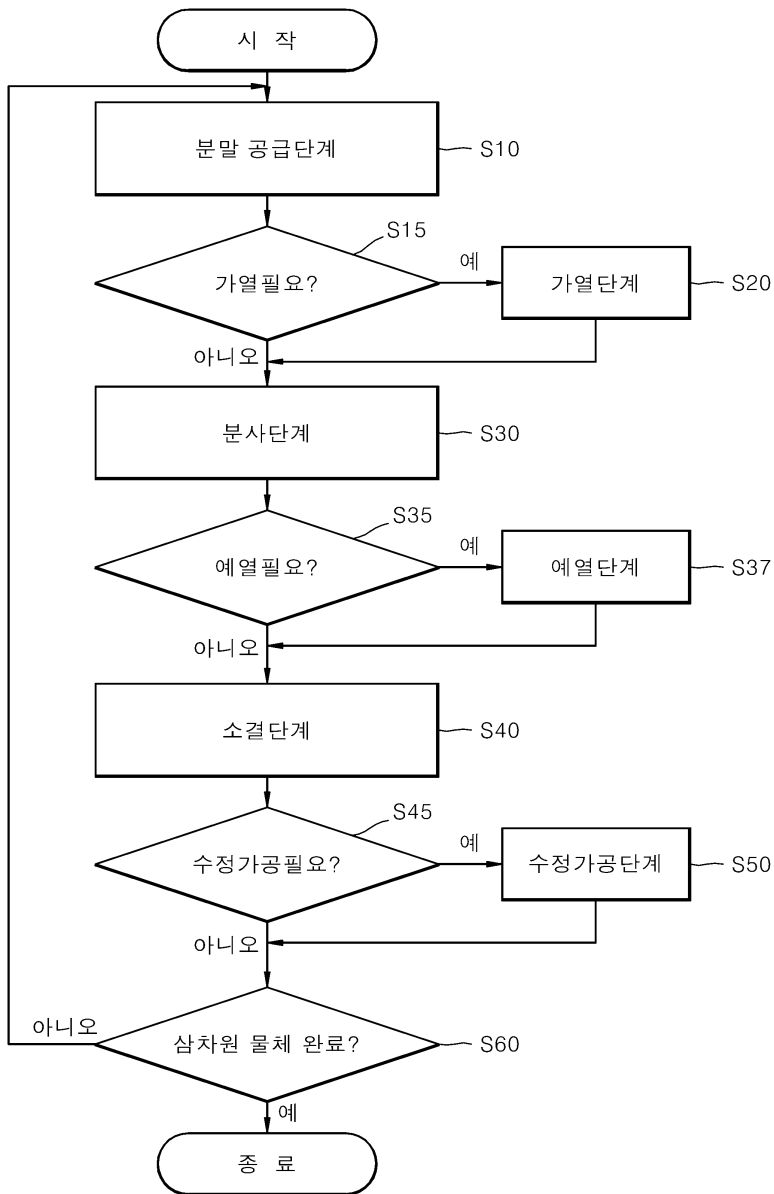 시 작
분말 공급단계
S10
S15
가열필요?
예
가열단계
S20
아니오
분사단계
S30
S35
예열필요?
예
예열단계
S37
아니오
소결단계
S40
S45
수정가공필요?
예
수정가공단계
S50
아니오
아니오
삼차원 물체 완료?
S60
예
종 료